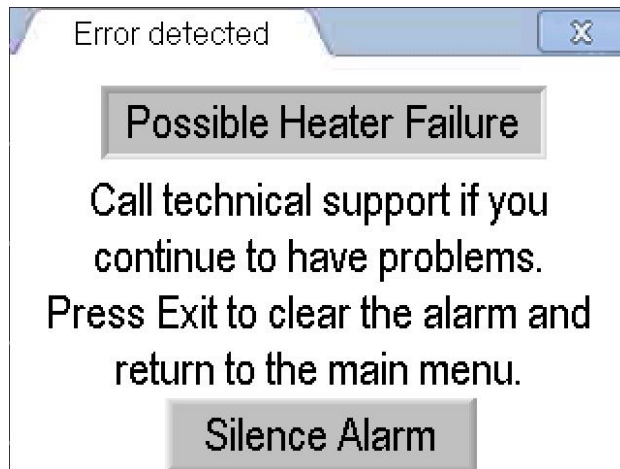 Error detected
Possible Heater Failure
Call technical support if you
continue to have problems.
Press Exit to clear the alarm and
return to the main menu.
Silence Alarm